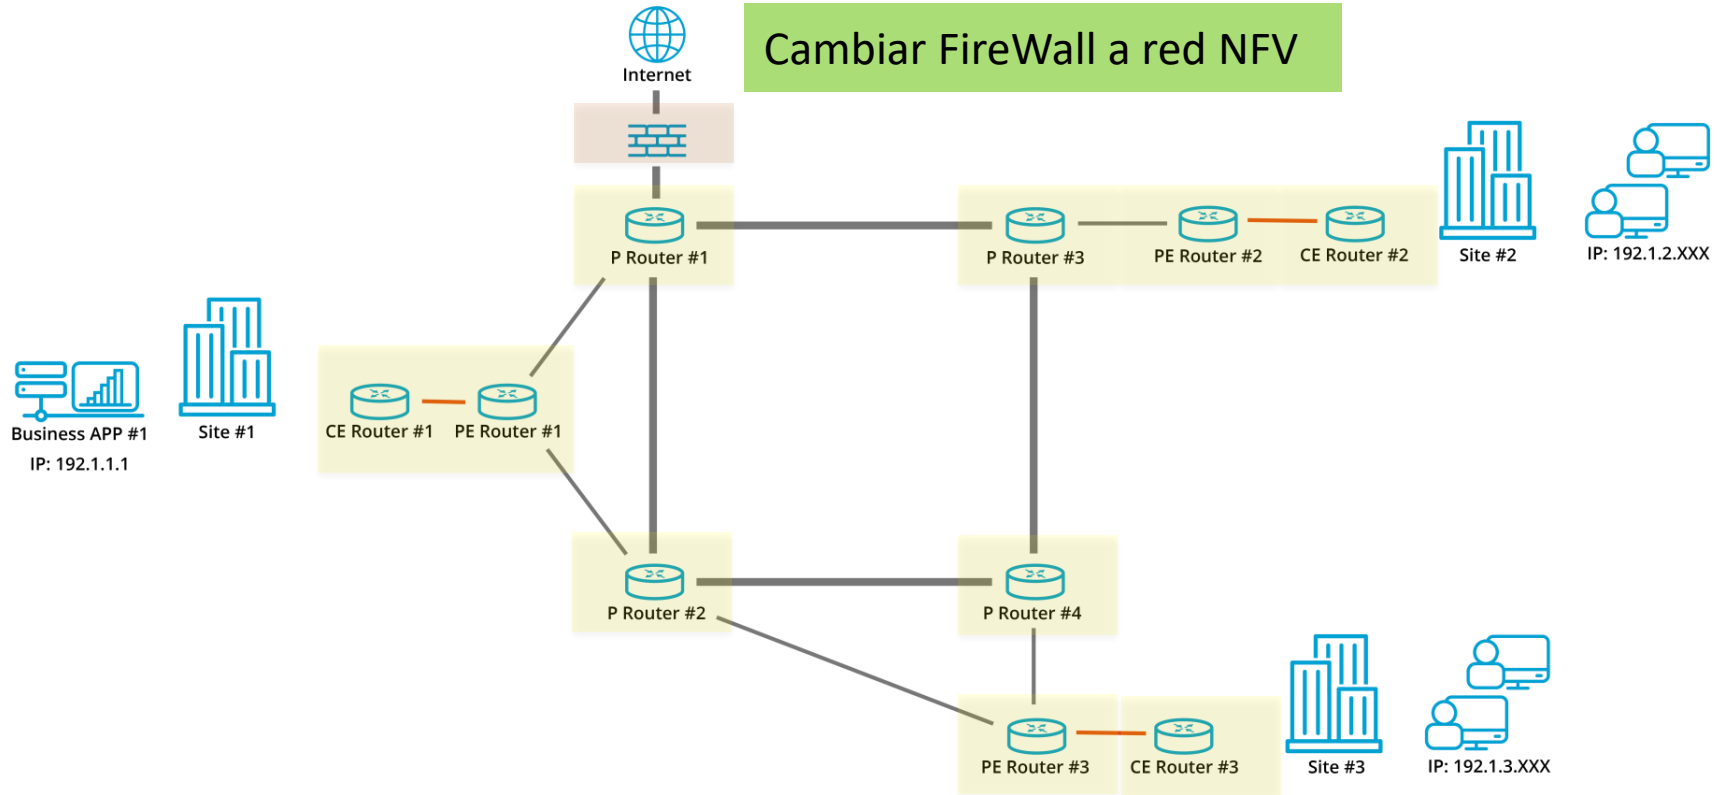 Cambiar FireWall a red NFV
Internet
P Router #1
P Router #3
PE Router #2
CE Router #2
Site #2
IP: 192.1.2.XXX
Business APP #1
IP: 192.1.1.1
Site #1
CE Router #1
PE Router #1
P Router #2
P Router #4
PE Router #3
CE Router #3
Site #3
IP: 192.1.3.XXX